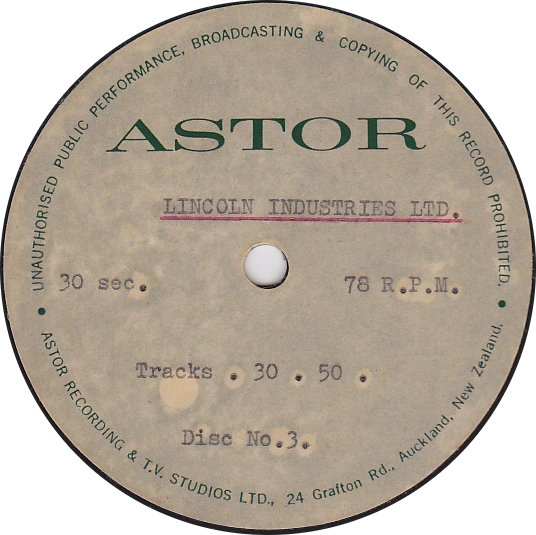 UNAUTHORISED PUBLIC PERFORMANCE, BROADCASTING & COPYING OF THIS RECORD PROHIBITED.
ASTOR
LINCOLN INDUSTRIES LTD.
30 sec.
78 R.P.M.
Tracks . 30 . 50 .
Disc No.3.
ASTOR RECORDING & T.V. STUDIOS LTD., 24 Grafton Rd., Auckland, New Zealand.